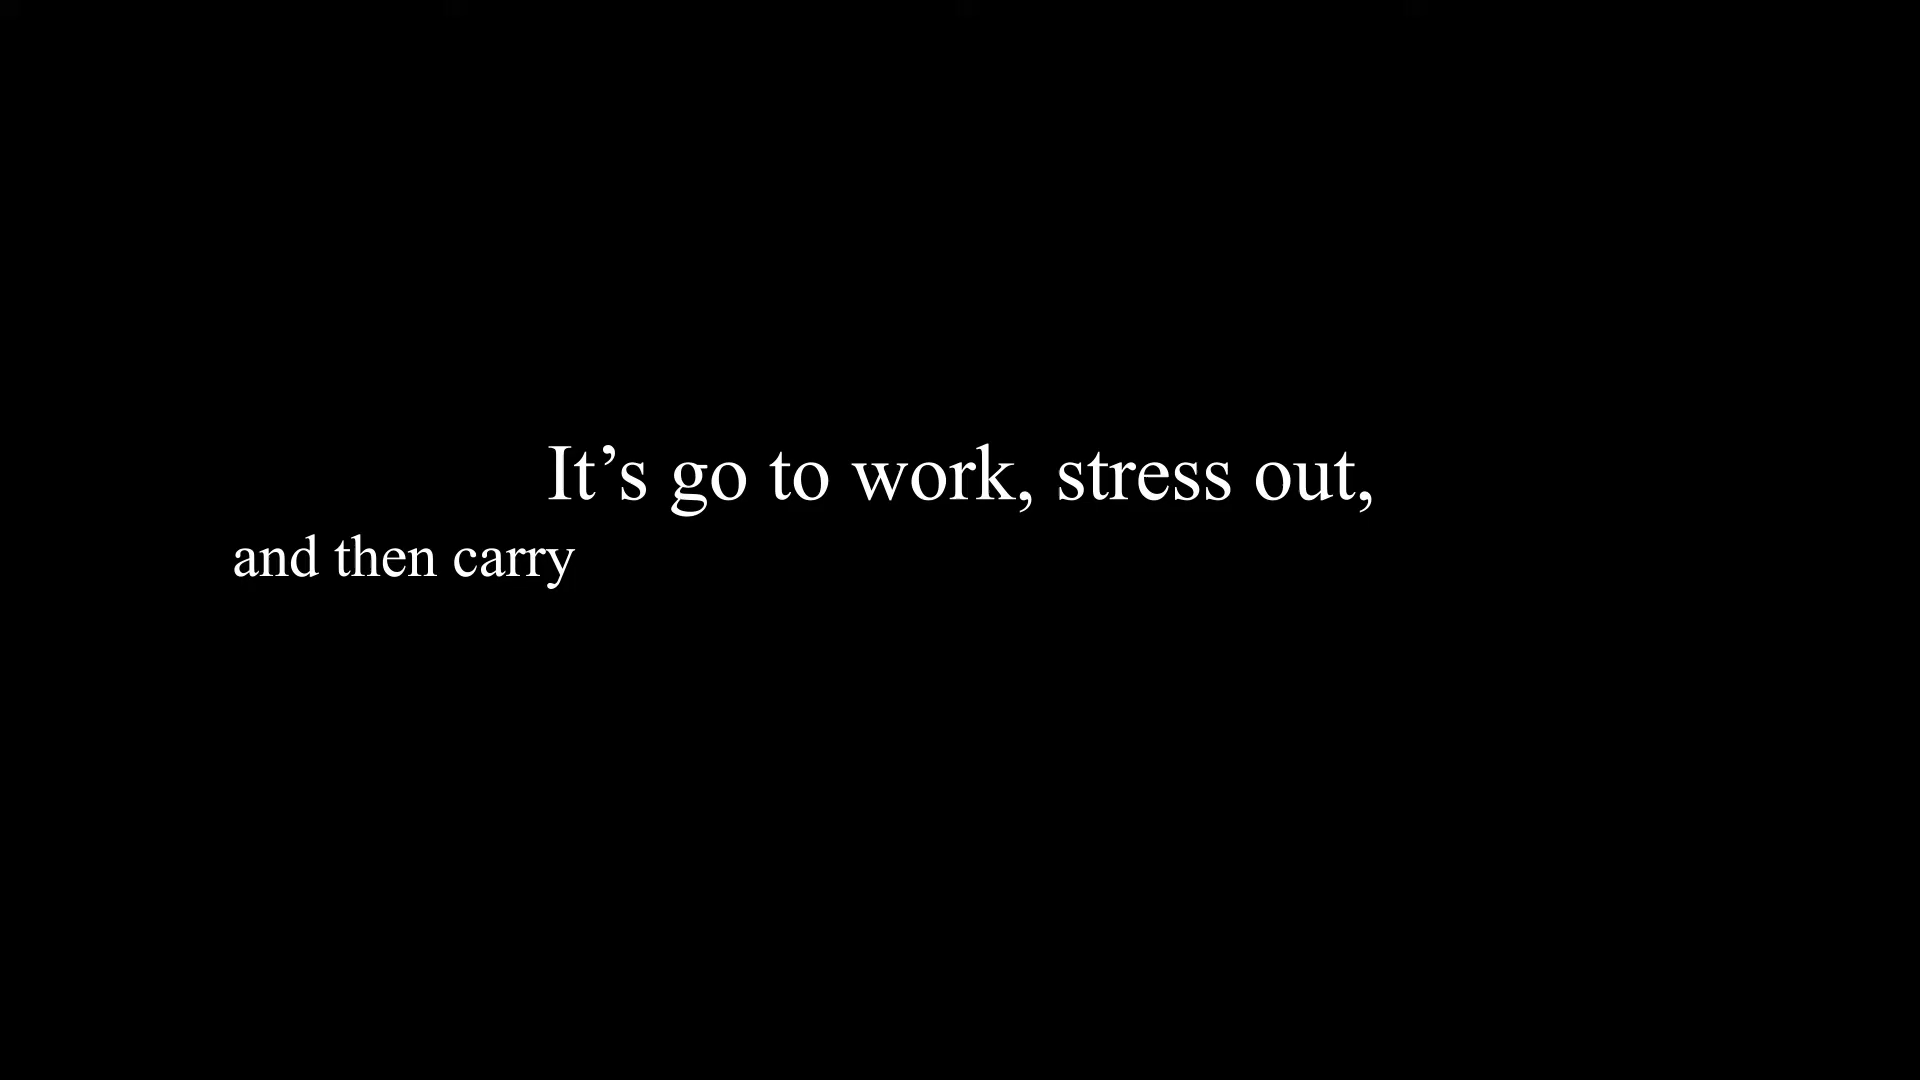 It’s go to work, stress out,
and then carry